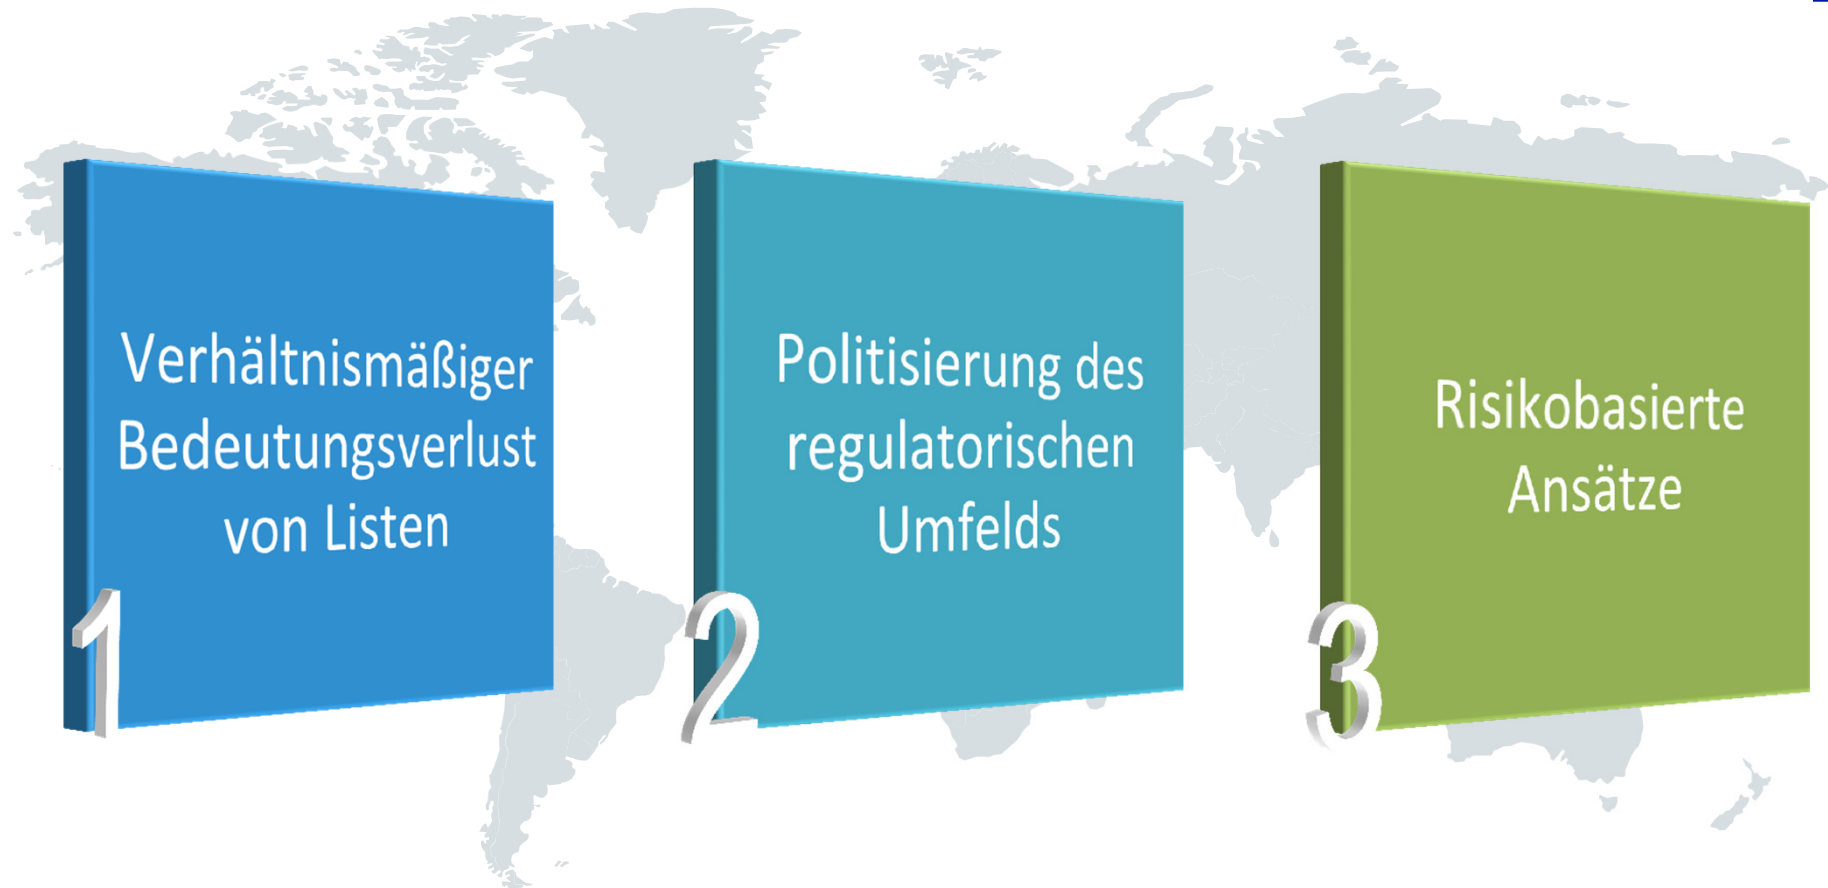 Verhältnismäßiger
Bedeutungsverlust
von Listen
1
Politisierung des
regulatorischen
Umfelds
2
Risikobasierte
Ansätze
3